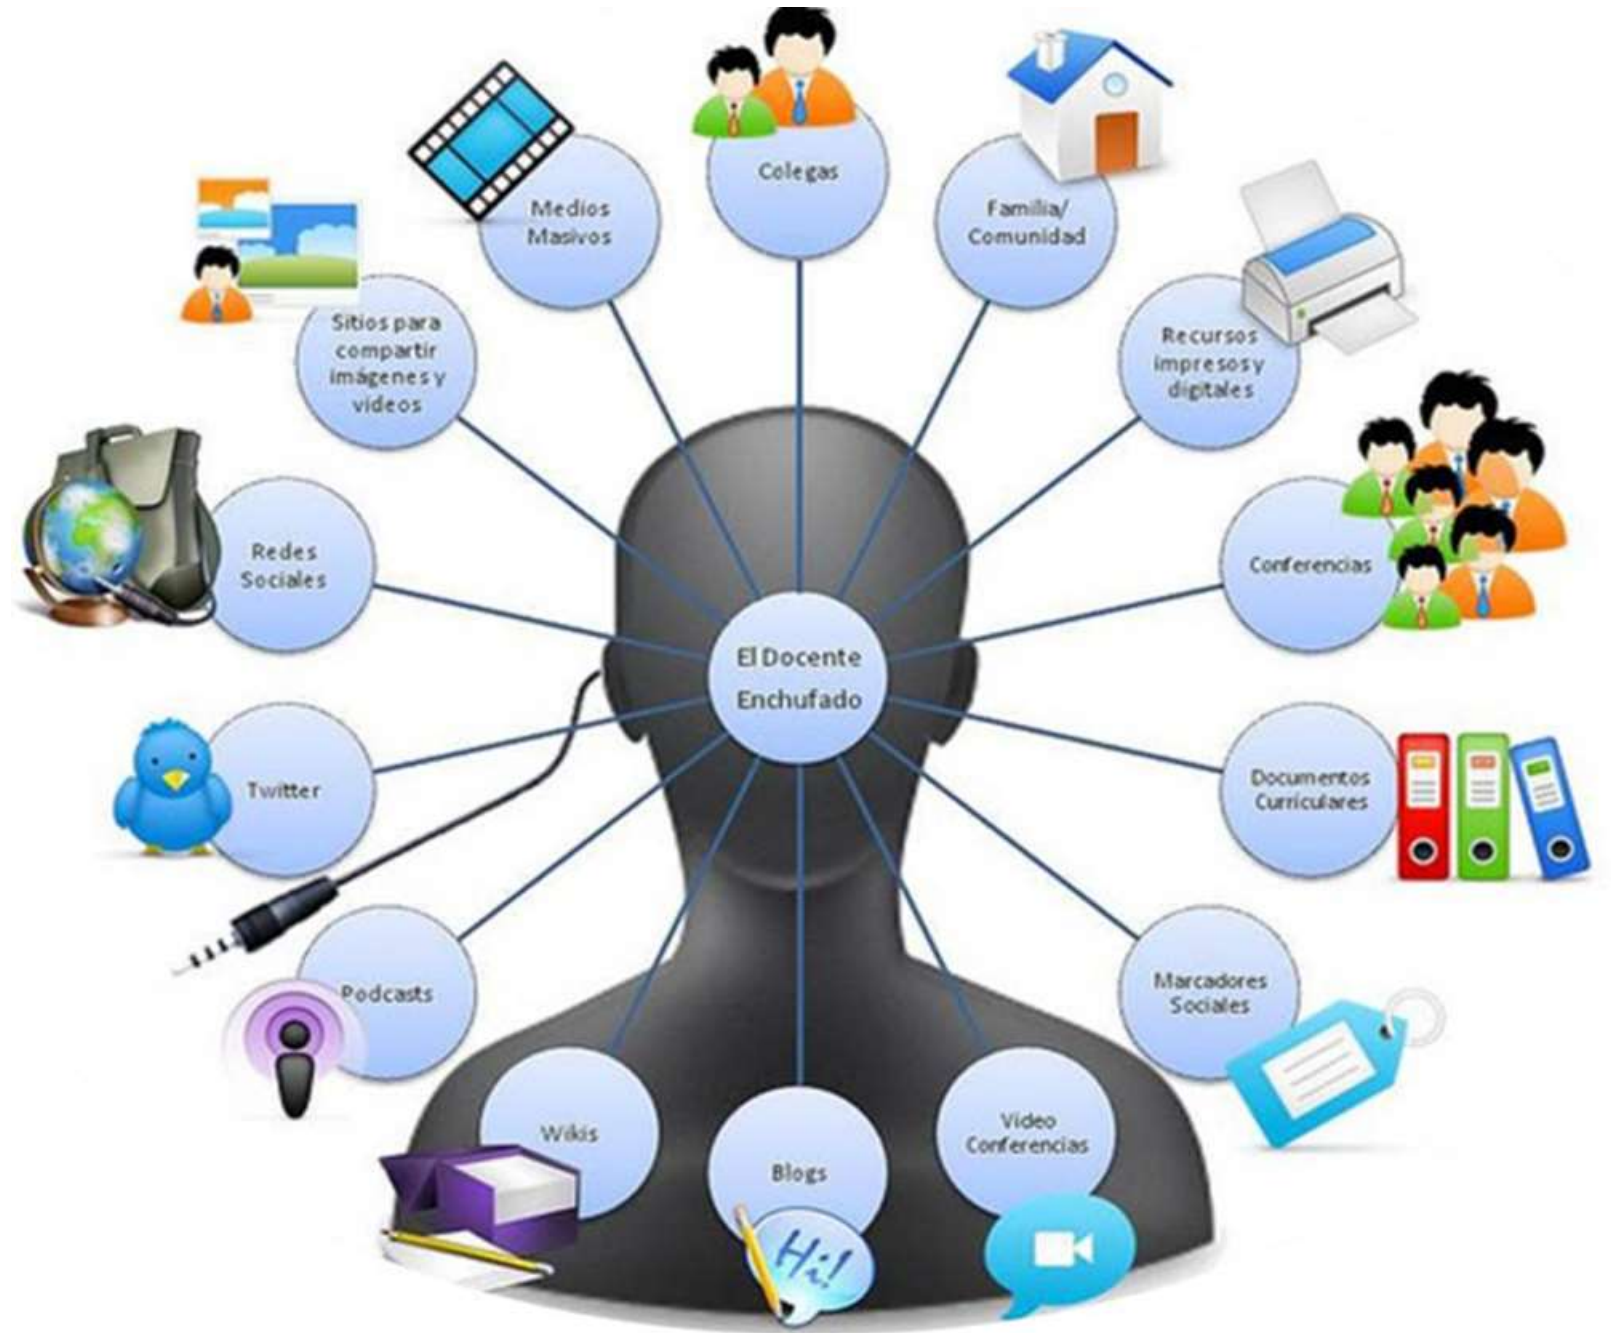 Colegas
Medios
Masivos
Familia/
Comunidad
Sitios para
compartir
imágenes y
videos
Recursos
impresos y
digitales
Redes
Sociales
Conferencias
El Docente
Enchufado
Twitter
Documentos
Curriculares
Podcasts
Marcadores
Sociales
Wikis
Blogs
Video
Conferencias
Hi!